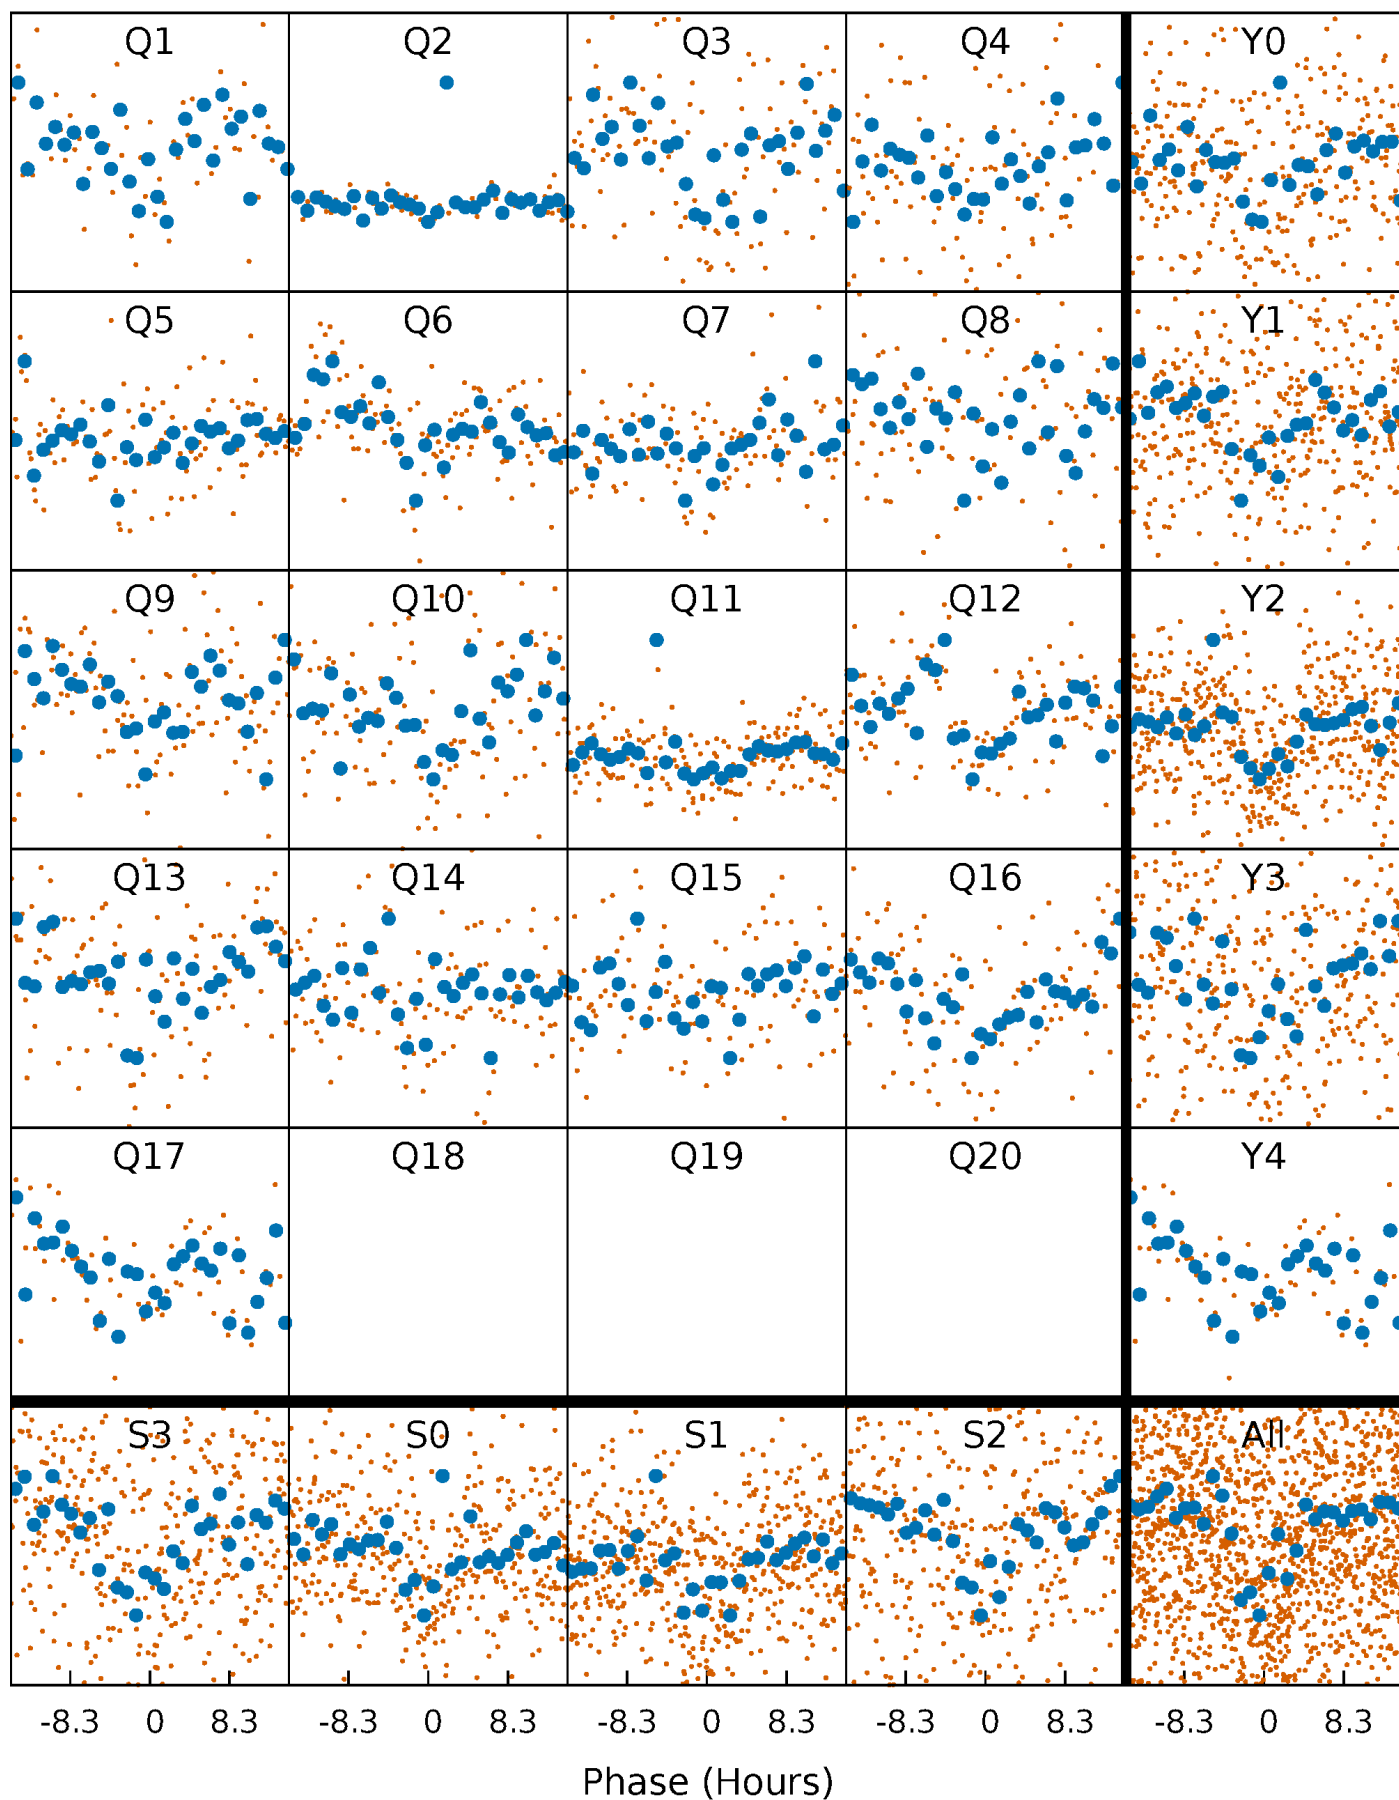 Q1 Q2 Q3 Q4 Y0
Q5 Q6 Q7 Q8 Y1
Q9 Q10 Q11 Q12 Y2
Q13 Q14 Q15 Q16 Y3
Q17 Q18 Q19 Q20 Y4
S3 S0 S1 S2 All
-8.3 0 8.3 -8.3 0 8.3 -8.3 0 8.3 -8.3 0 8.3 -8.3 0 8.3
Phase (Hours)